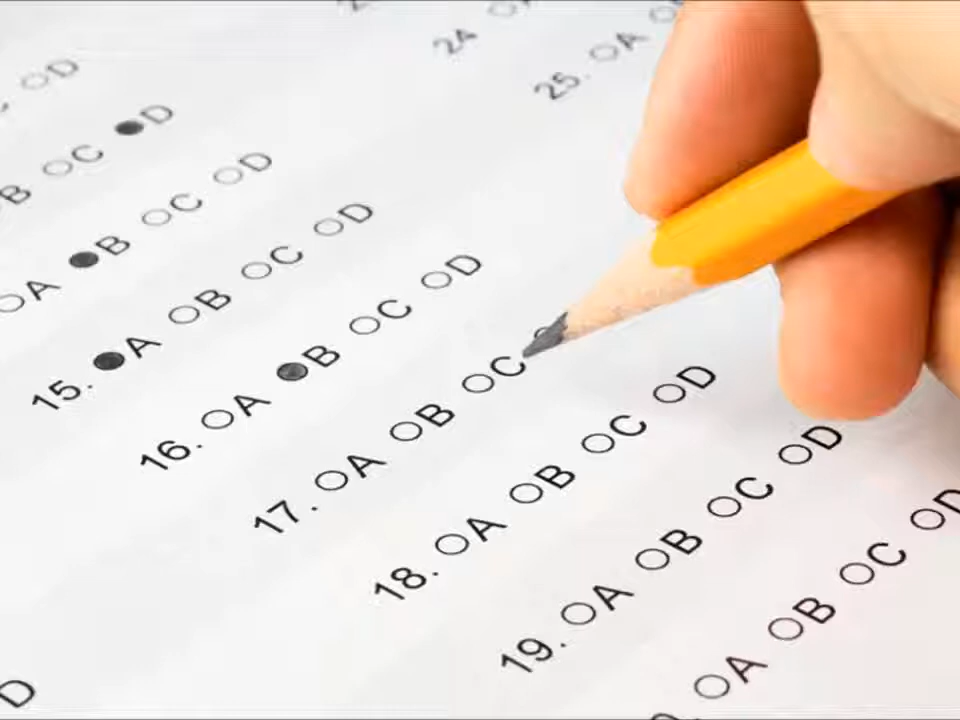 D
B ○C ●D
○A ●B ○C ○D
15. ●A ○B ○C ○D
16. ○A ●B ○C ○D
17. ○A ○B ○C
18. ○A ○B ○C ○D
19. ○A ○B ○C ○D
○A ○B ○C ○D
D
24
25. ○A